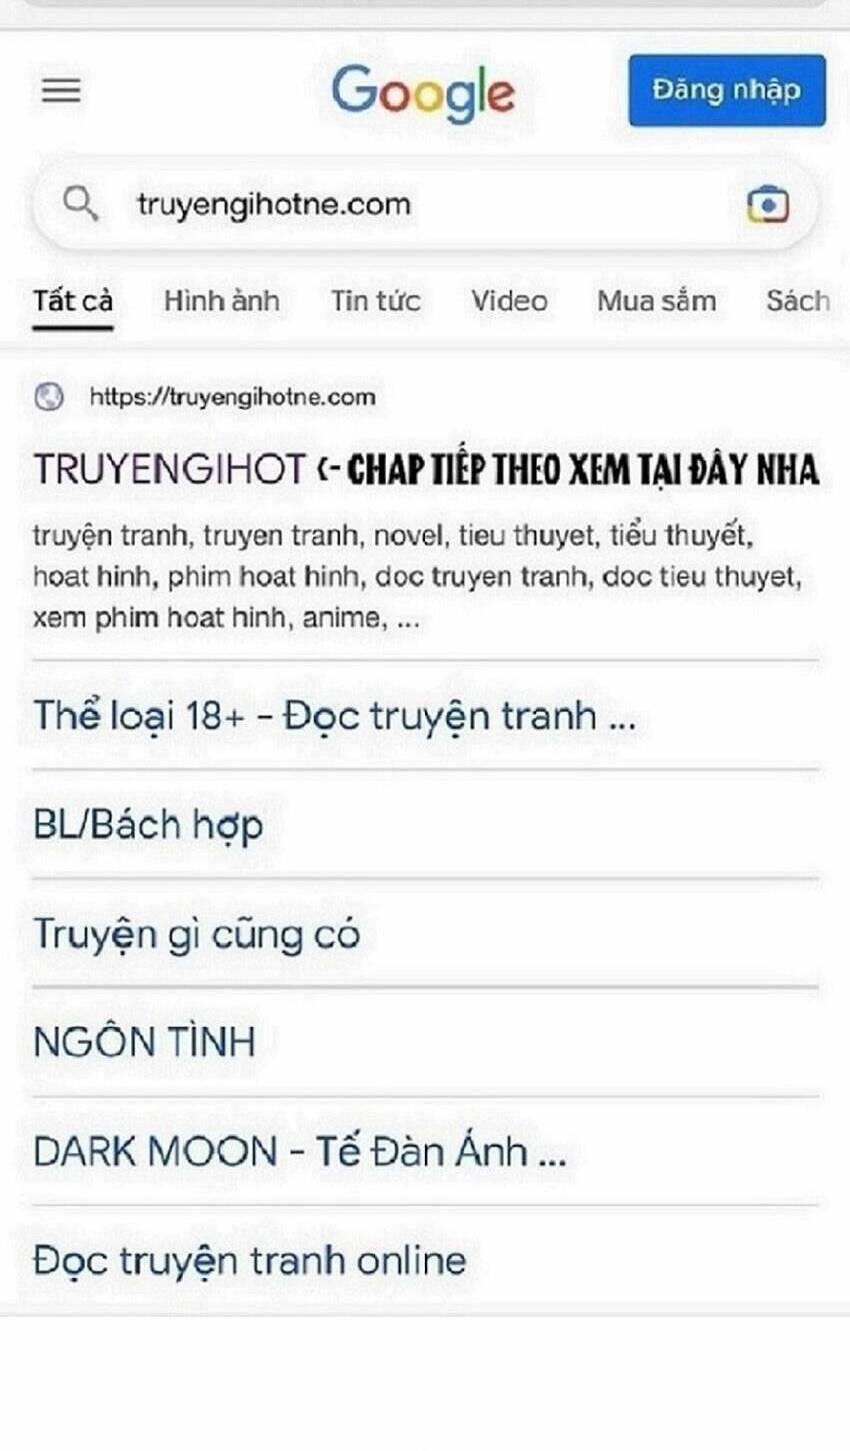 Google
Đăng nhập
truyengihotne.com
Tất cả Hình ảnh Tin tức Video Mua sắm Sách
https://truyengihotne.com
TRUYENGIHOT <- CHAP TIẾP THEO XEM TẠI ĐÂY NHA
truyện tranh, truyen tranh, novel, tieu thuyet, tiểu thuyết,
hoat hinh, phim hoat hinh, doc truyen tranh, doc tieu thuyet,
xem phim hoat hinh, anime, ...
Thể loại 18+ - Đọc truyện tranh ...
BL/Bách hợp
Truyện gì cũng có
NGÔN TÌNH
DARK MOON - Tế Đàn Ánh ...
Đọc truyện tranh online